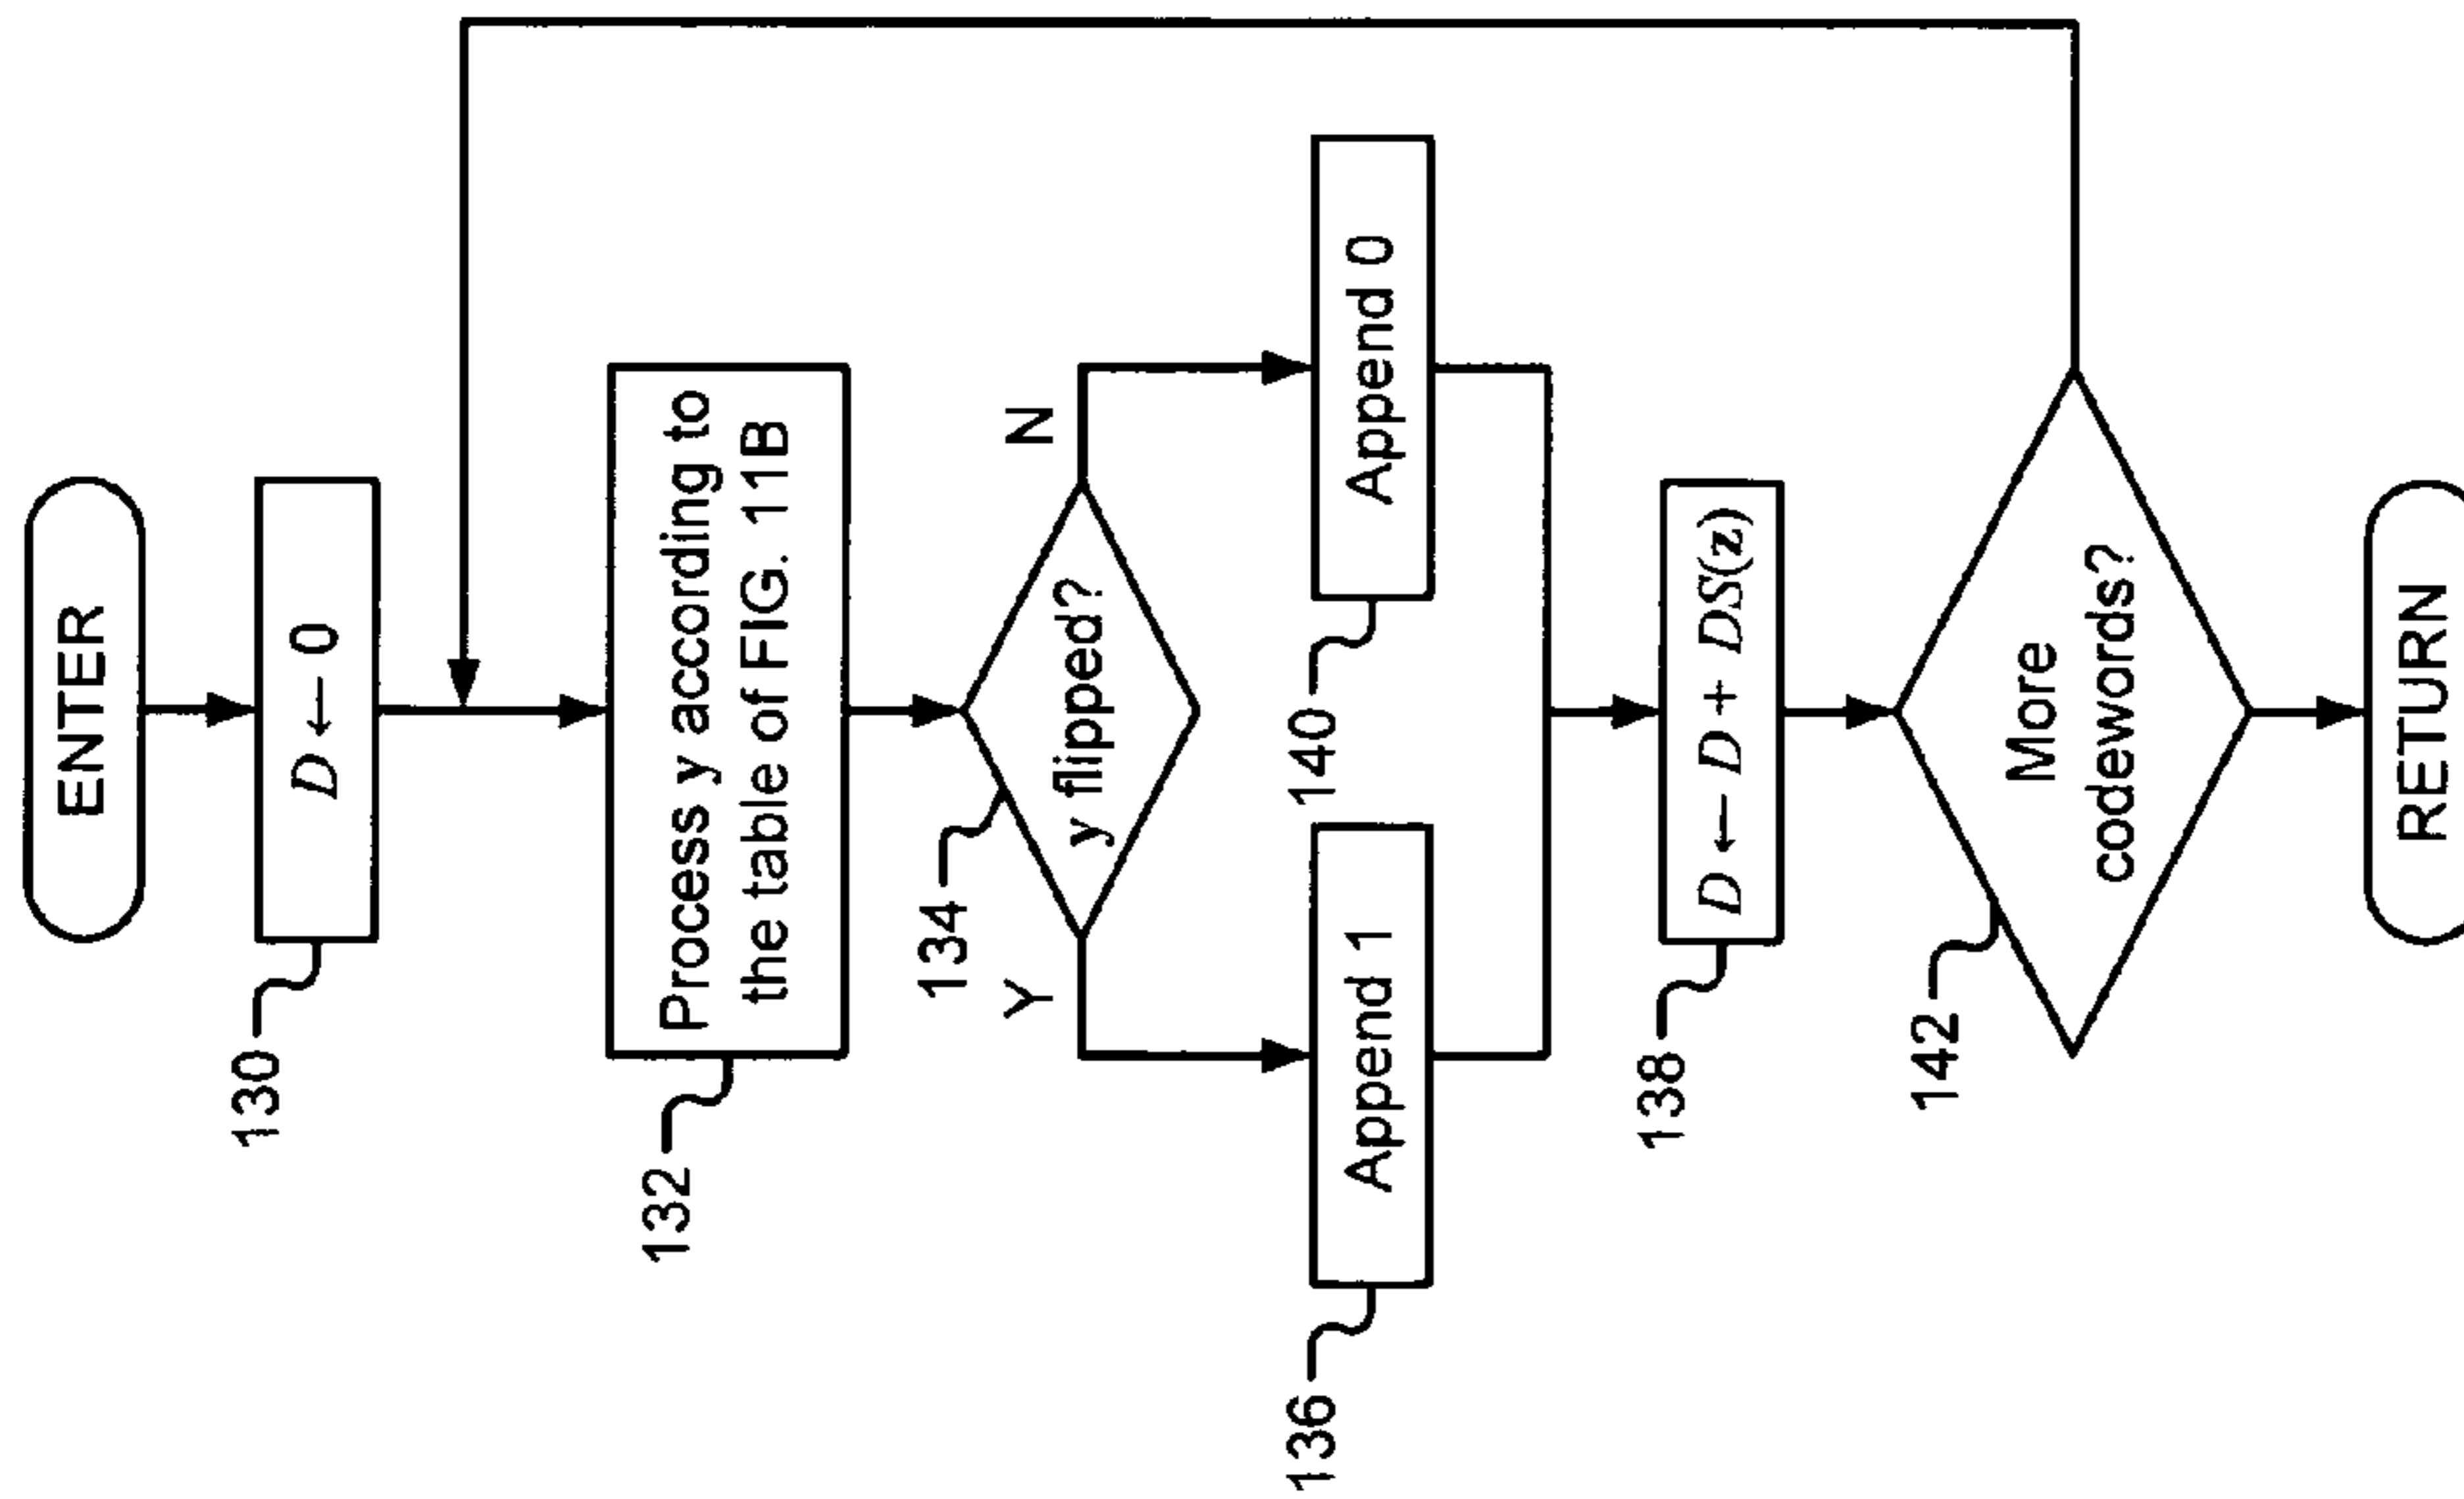 ENTER
130
D ← 0
132
Process y according to
the table of FIG. 11B
134
y flipped?
Y
N
136
Append 1
140
Append 0
138
D ← D + DS(z)
142
More
codewords?
RETURN